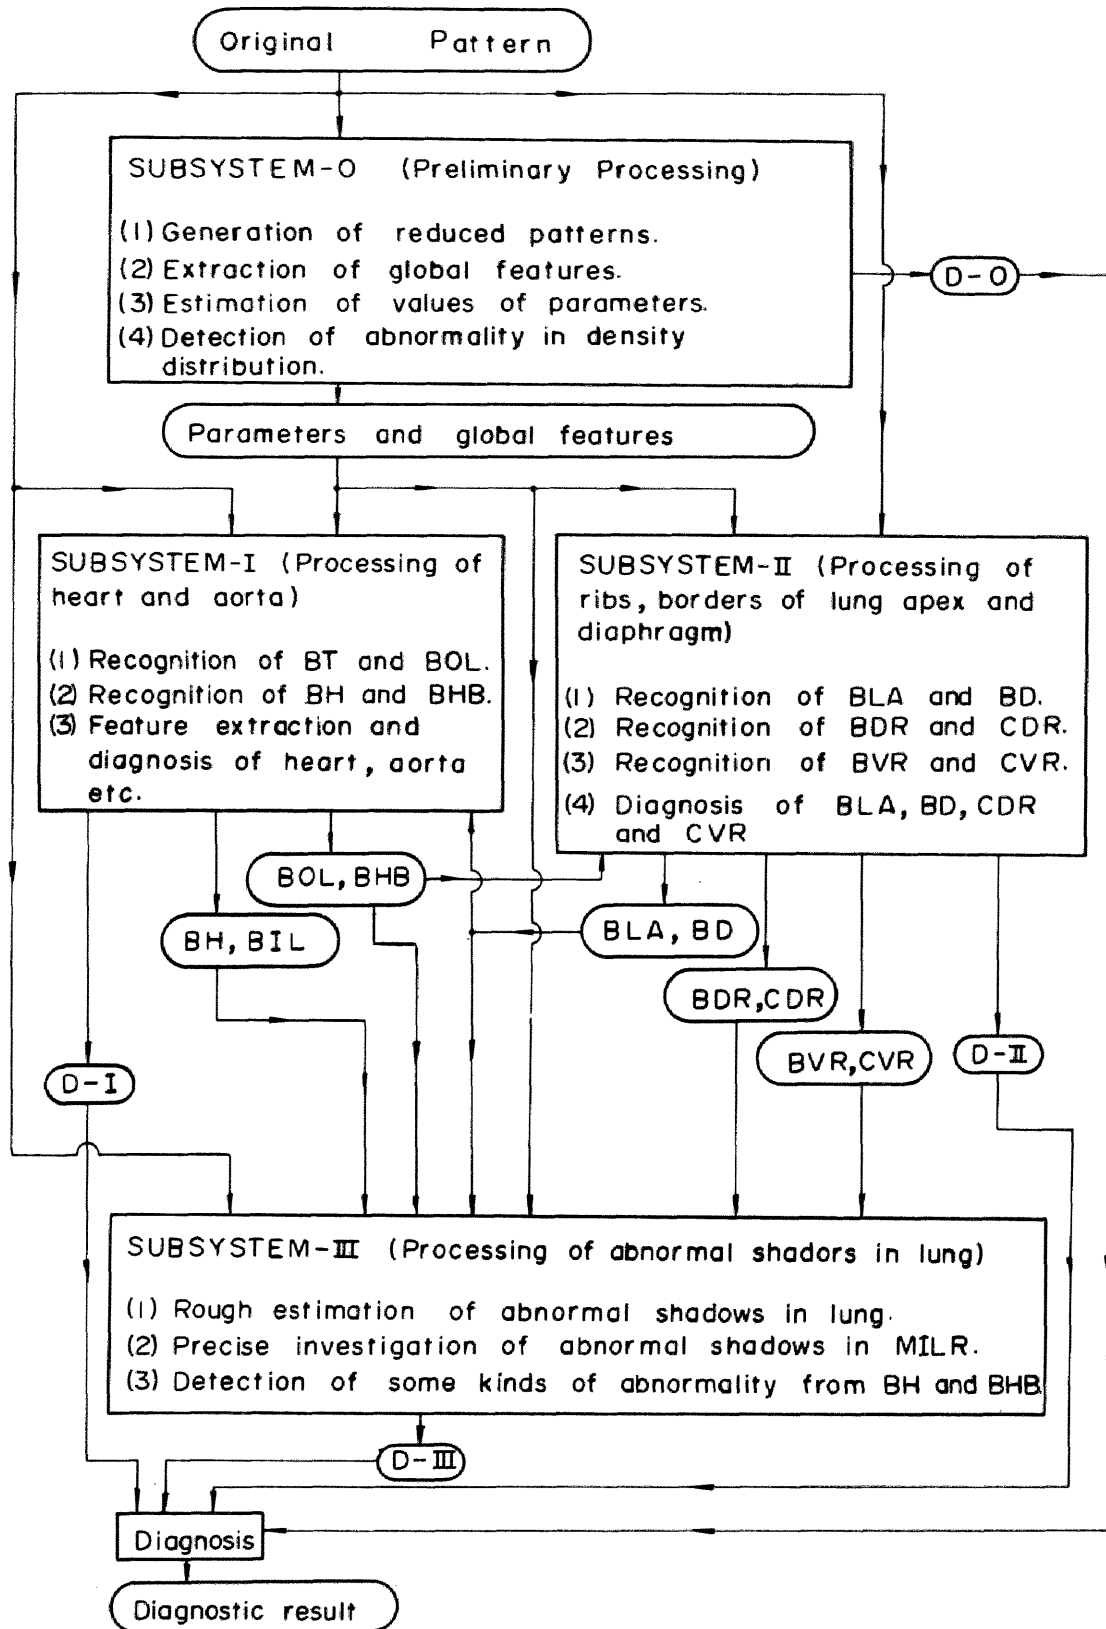 Original Pattern
SUBSYSTEM-O (Preliminary Processing)
(1) Generation of reduced patterns.
(2) Extraction of global features.
(3) Estimation of values of parameters.
(4) Detection of abnormality in density
distribution.
D-O
Parameters and global features
SUBSYSTEM-I (Processing of
heart and aorta)
(1) Recognition of BT and BOL.
(2) Recognition of BH and BHB.
(3) Feature extraction and
diagnosis of heart, aorta
etc.
SUBSYSTEM-II (Processing of
ribs, borders of lung apex and
diaphragm)
(1) Recognition of BLA and BD.
(2) Recognition of BDR and CDR.
(3) Recognition of BVR and CVR.
(4) Diagnosis of BLA, BD, CDR
and CVR
BOL, BHB
BH, BIL
BLA, BD
BDR, CDR
BVR, CVR
D-I
D-II
SUBSYSTEM-III (Processing of abnormal shadors in lung)
(1) Rough estimation of abnormal shadows in lung.
(2) Precise investigation of abnormal shadows in MILR.
(3) Detection of some kinds of abnormality from BH and BHB.
D-III
Diagnosis
Diagnostic result